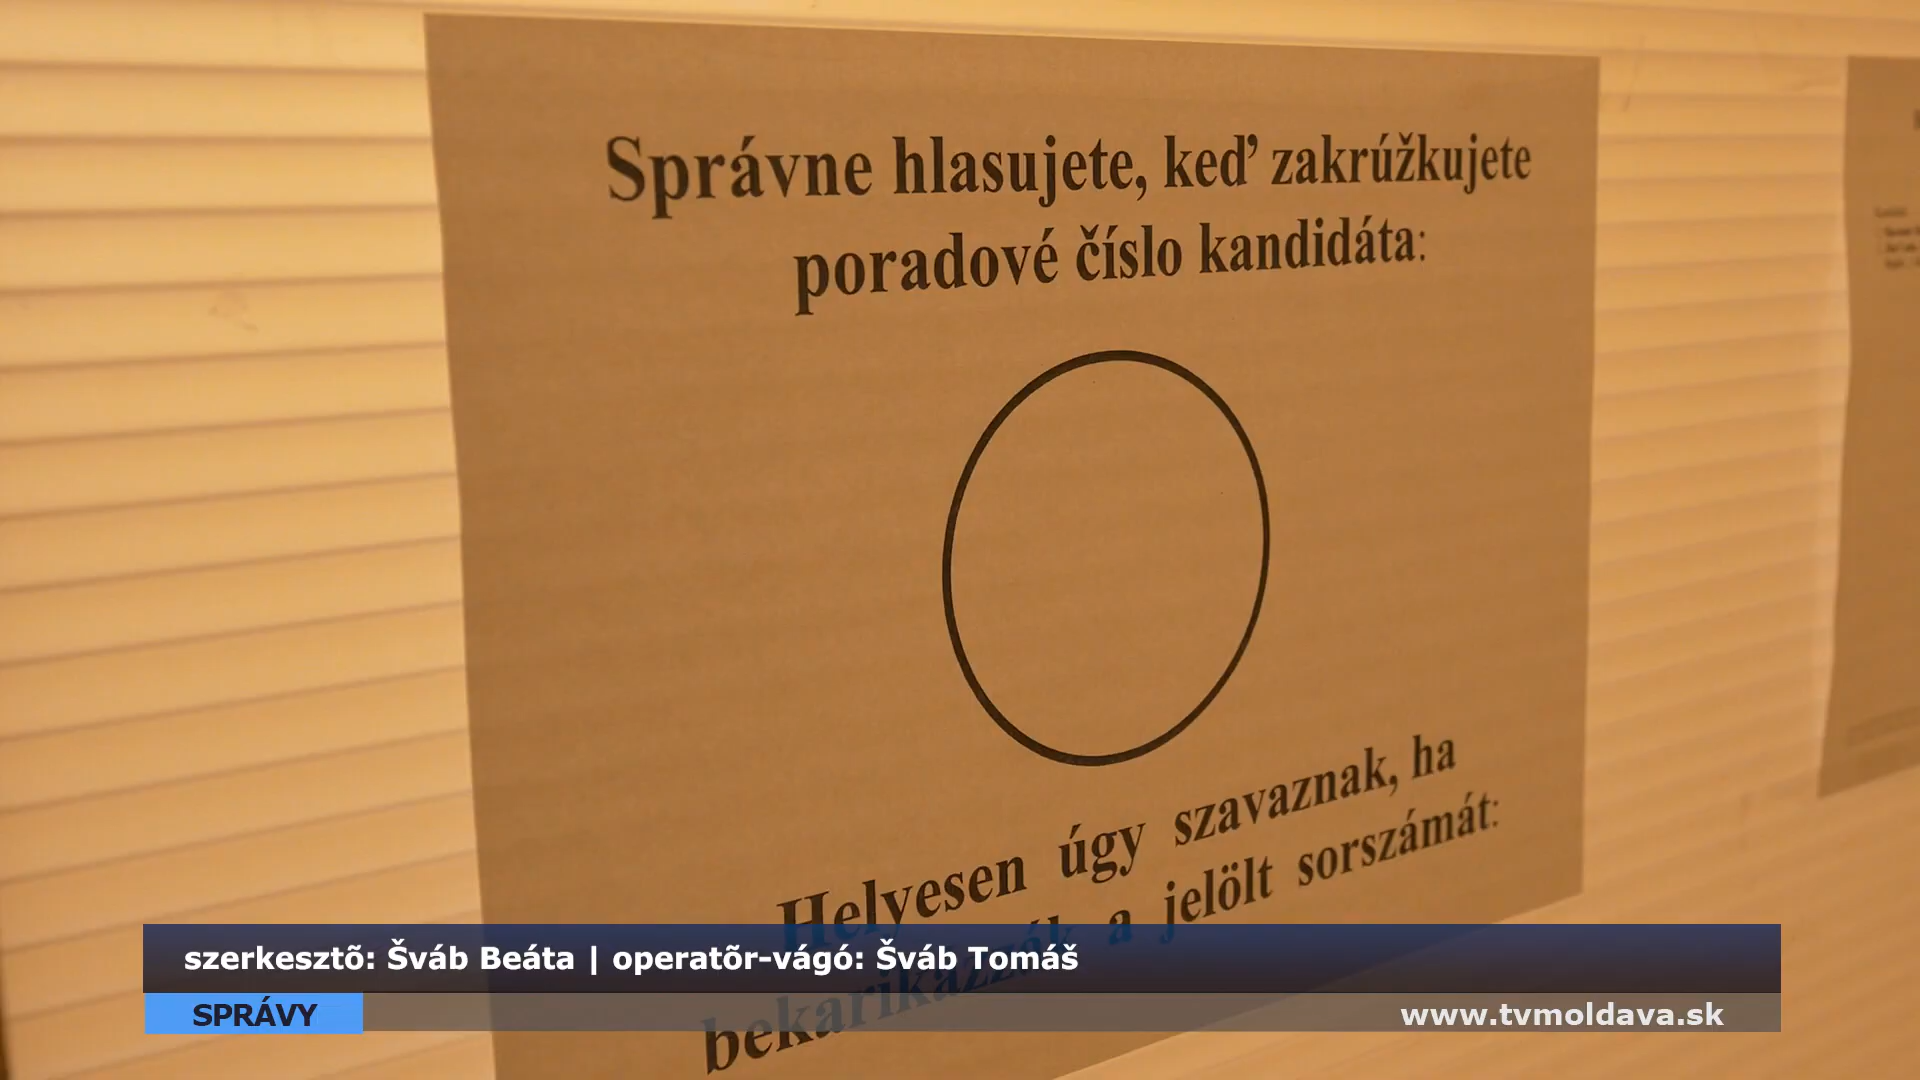 Správne hlasujete, keď zakrúžkujete
poradové číslo kandidáta:
Helyesen úgy szavaznak, ha
bekarikázzák a jelölt sorszámát:
szerkesztõ: Šváb Beáta | operatõr-vágó: Šváb Tomáš
SPRÁVY
www.tvmoldava.sk